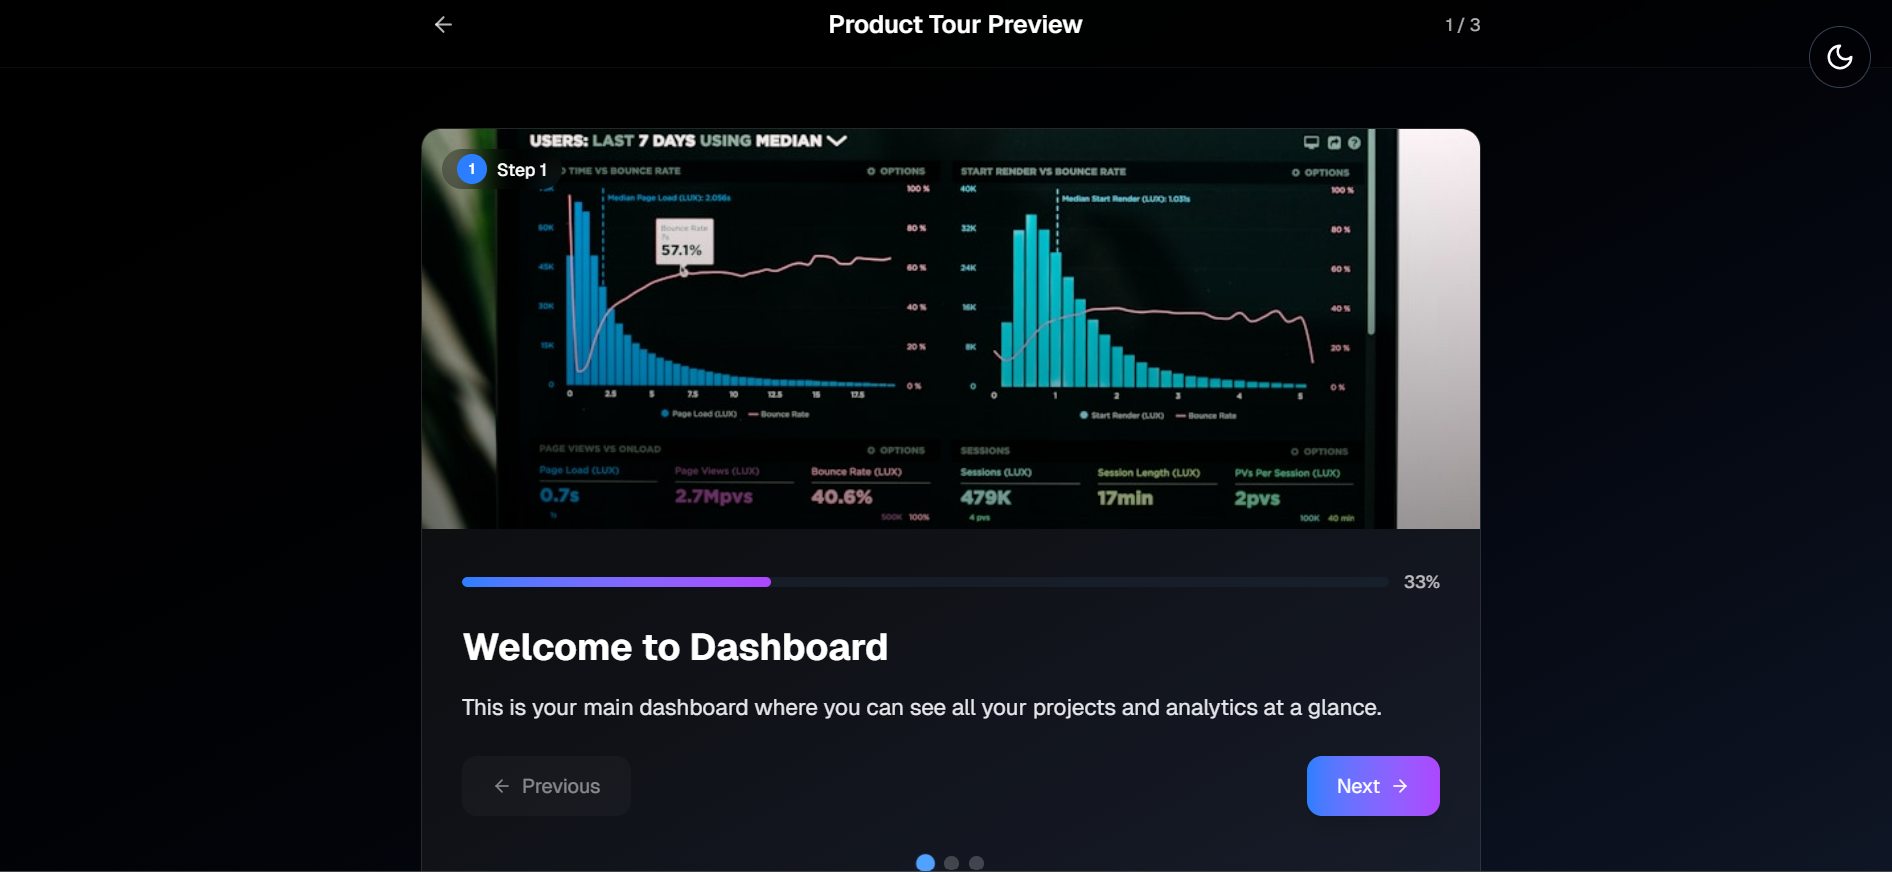 Product Tour Preview
1 / 3
USERS: LAST 7 DAYS USING MEDIAN
1 Step 1
TIME VS BOUNCE RATE
OPTIONS
100 %
Median Page Load (LUX): 2.056s
60K
80 %
Bounce Rate
7s
57.1%
45K
60 %
30K
40 %
15K
20 %
0
0 %
0 2.5 5 7.5 10 12.5 15 17.5
Page Load (LUX) Bounce Rate
START RENDER VS BOUNCE RATE
OPTIONS
40K
100 %
Median Start Render (LUX): 1.031s
32K
80 %
24K
60 %
16K
40 %
8K
20 %
0
0 %
0 1 2 3 4 5
Start Render (LUX) Bounce Rate
PAGE VIEWS VS ONLOAD
OPTIONS
Page Load (LUX) Page Views (LUX) Bounce Rate (LUX)
0.7s 2.7Mpvs 40.6%
500K 100%
SESSIONS
OPTIONS
Sessions (LUX) Session Length (LUX) PVs Per Session (LUX)
479K 17min 2pvs
4 pvs 100K 40 min
33%
Welcome to Dashboard
This is your main dashboard where you can see all your projects and analytics at a glance.
Previous
Next